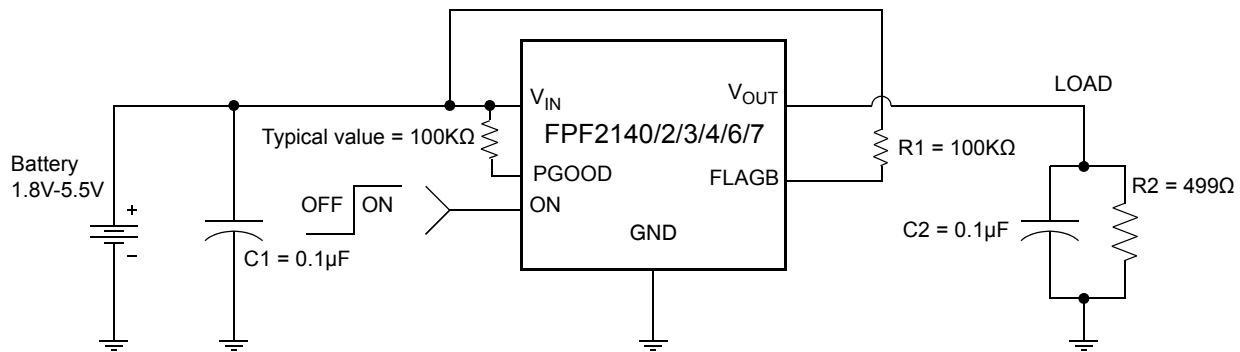 LOAD
V_IN
V_OUT
Typical value = 100KΩ
FPF2140/2/3/4/6/7
R1 = 100KΩ
Battery
1.8V-5.5V
PGOOD
FLAGB
R2 = 499Ω
OFF
ON
ON
+
-
GND
C2 = 0.1µF
C1 = 0.1µF